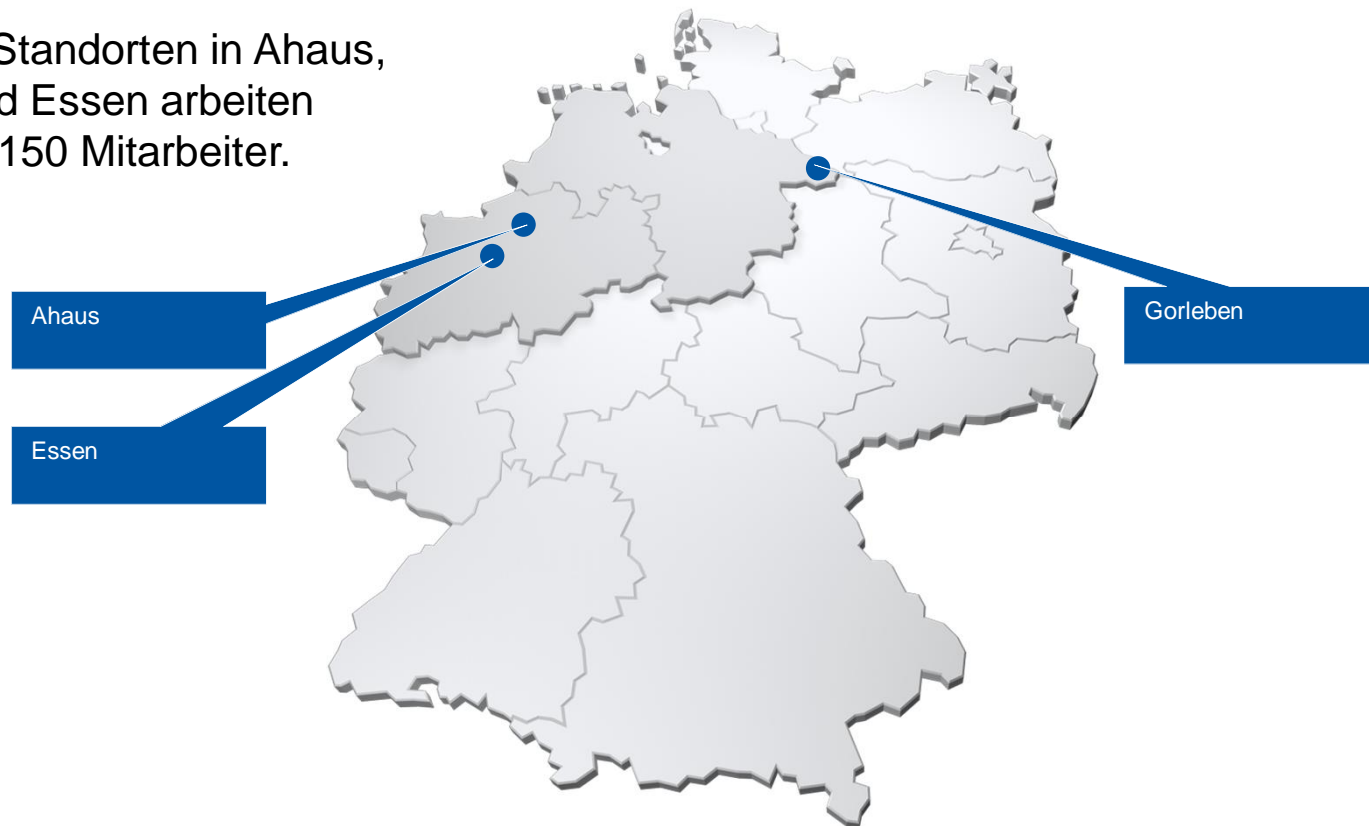 Standorten in Ahaus,
d Essen arbeiten
150 Mitarbeiter.
Ahaus
Gorleben
Essen